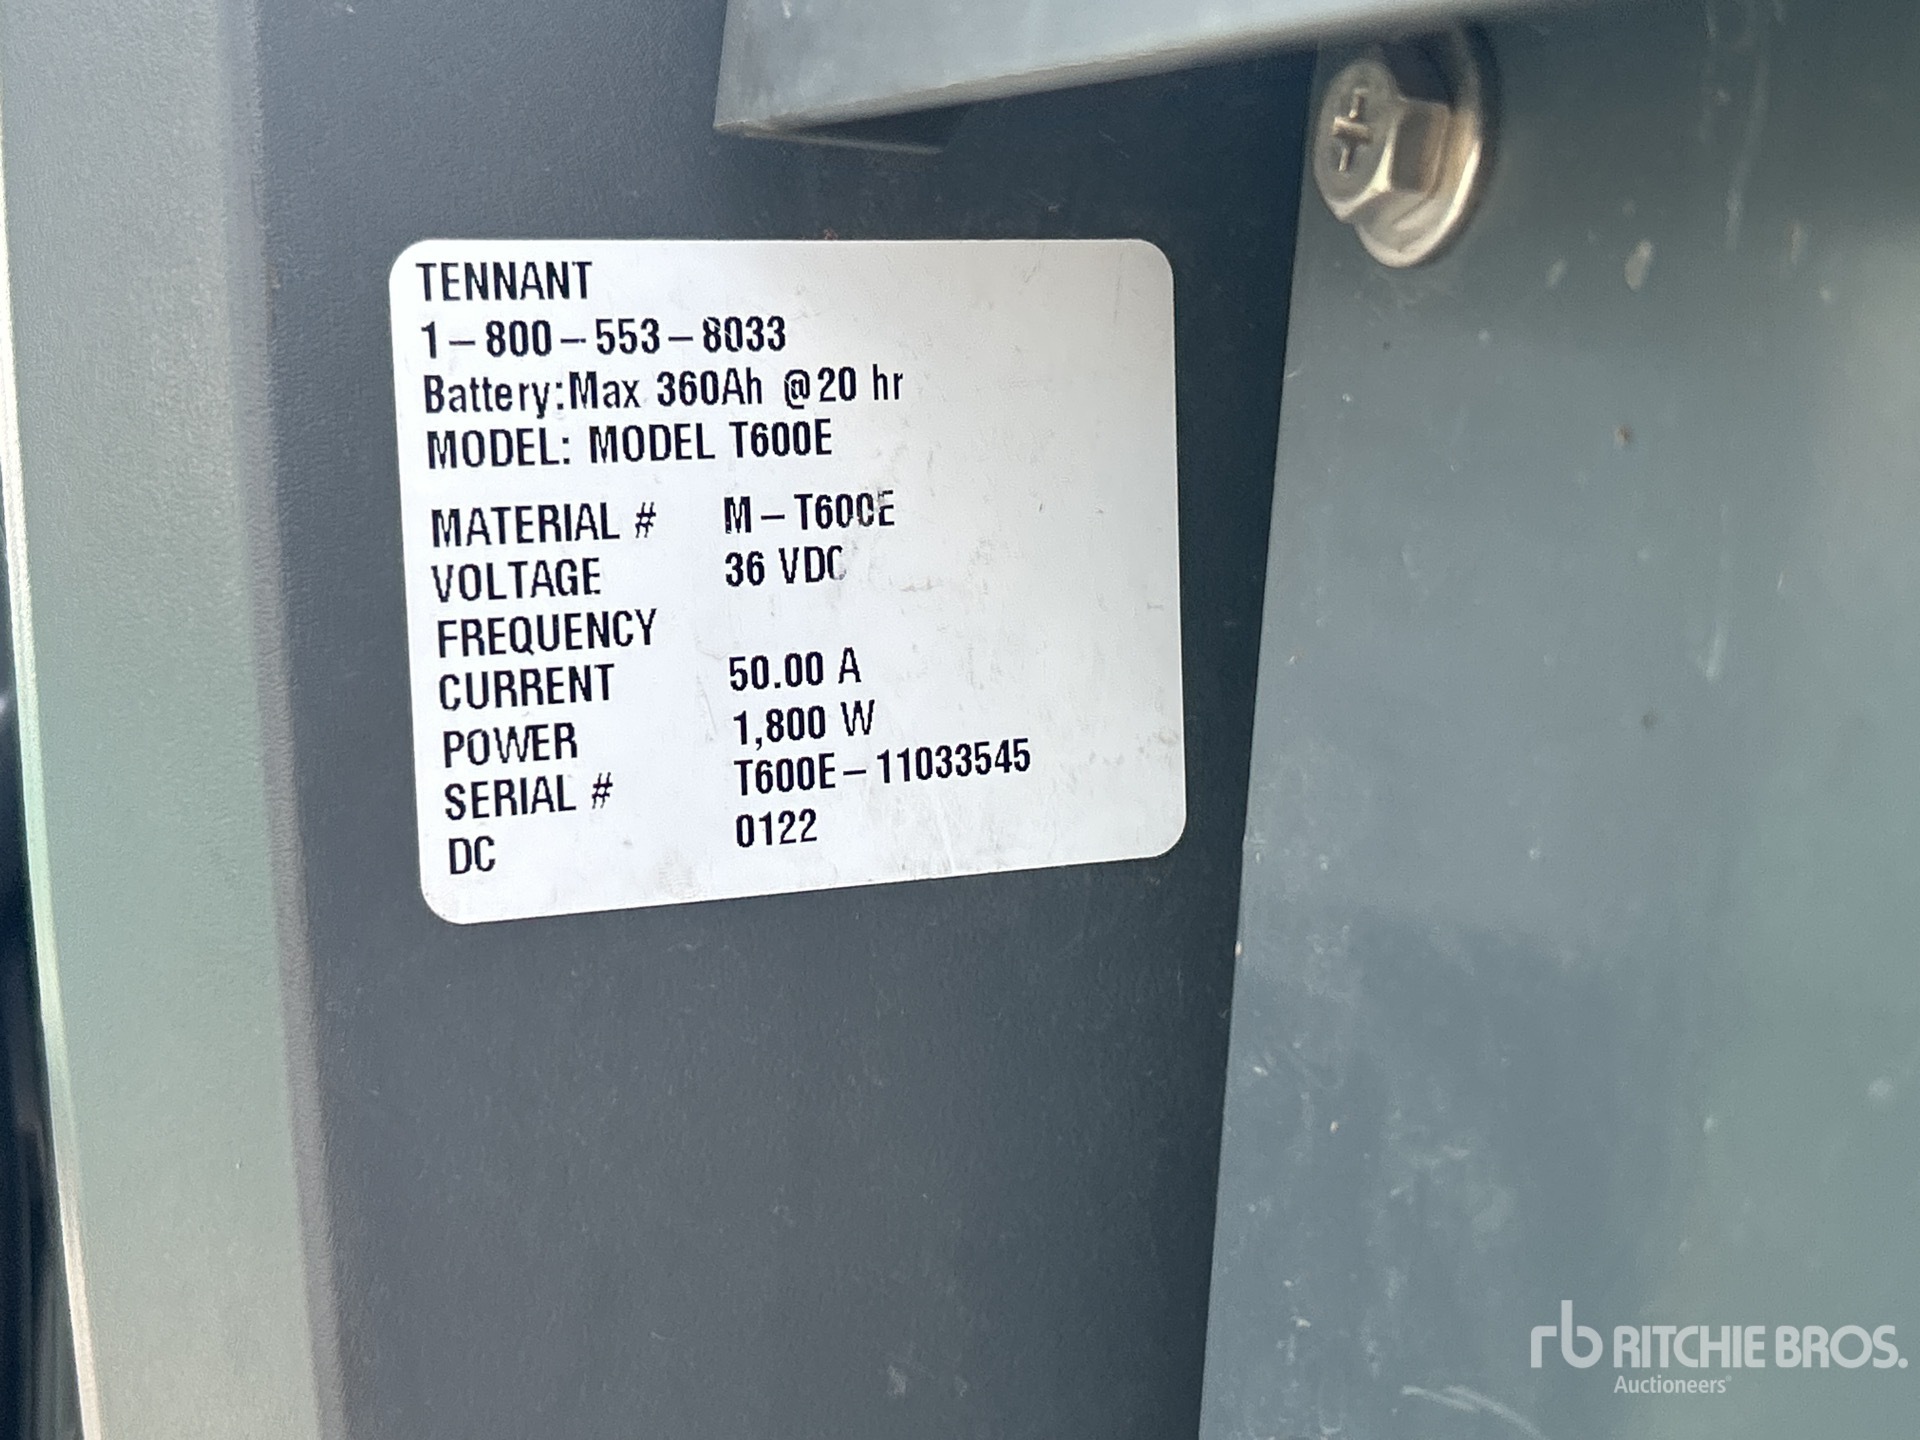 TENNANT
1-800-553-8033
Battery:Max 360Ah @20 hr
MODEL: MODEL T600E
MATERIAL # M-T600E
VOLTAGE 36 VDC
FREQUENCY
CURRENT 50.00 A
POWER 1,800 W
SERIAL # T600E-11033545
DC 0122
rb RITCHIE BROS.
Auctioneers